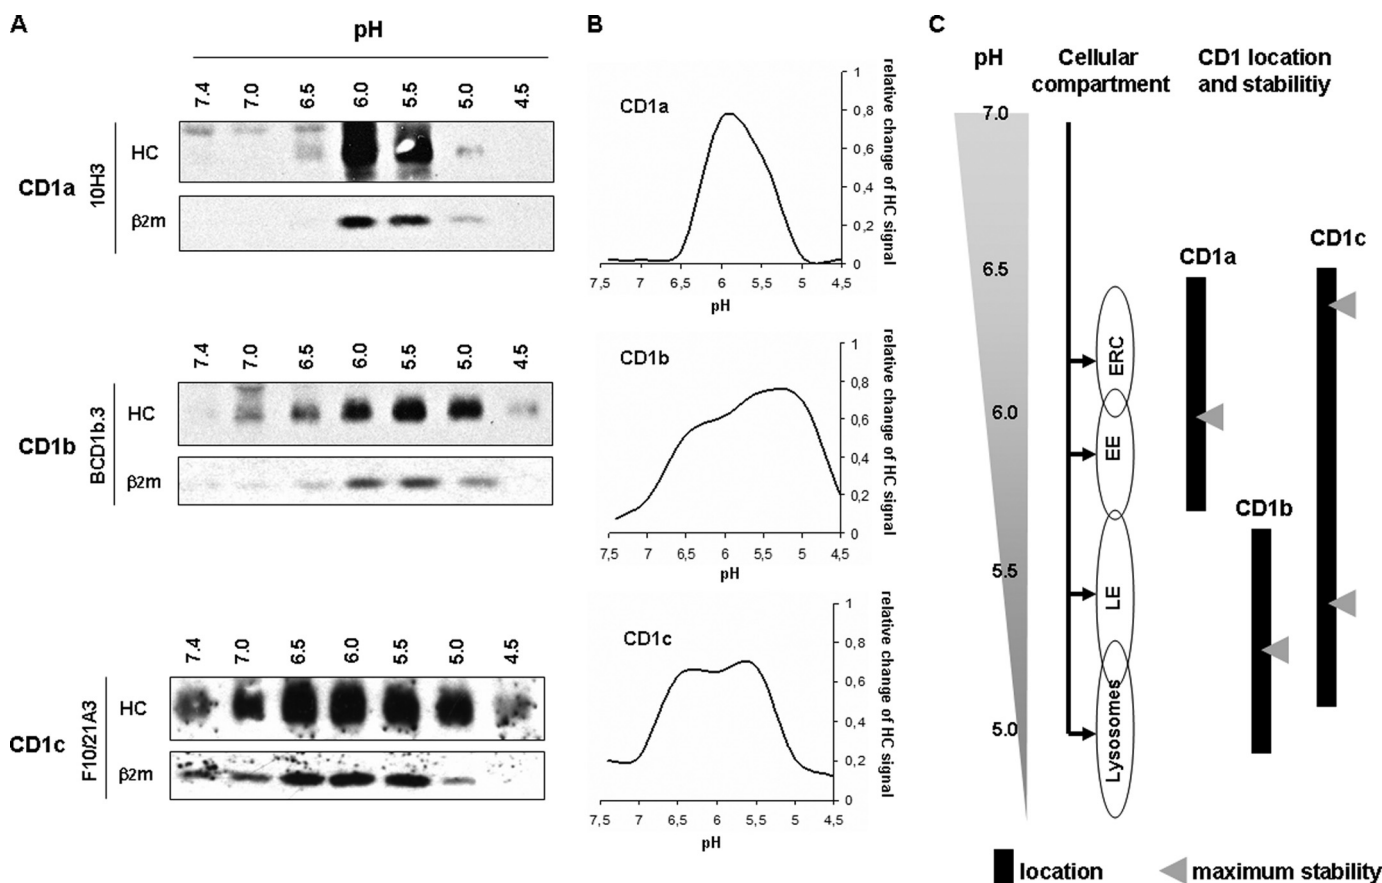 A
pH
7.4 7.0 6.5 6.0 5.5 5.0 4.5
CD1a
10H3
HC
β2m
7.4 7.0 6.5 6.0 5.5 5.0 4.5
CD1b
BCD1b.3
HC
β2m
7.4 7.0 6.5 6.0 5.5 5.0 4.5
CD1c
F10/21A3
HC
β2m
B
CD1a
1
0,8
0,6
0,4
0,2
0
relative change of HC signal
7,5 7 6,5 6 5,5 5 4,5
pH
CD1b
1
0,8
0,6
0,4
0,2
0
relative change of HC signal
7,5 7 6,5 6 5,5 5 4,5
pH
CD1c
1
0,8
0,6
0,4
0,2
0
relative change of HC signal
7,5 7 6,5 6 5,5 5 4,5
pH
C
pH
Cellular
compartment
CD1 location
and stabilitiy
7.0
6.5
6.0
5.5
5.0
ERC
EE
LE
Lysosomes
CD1a
CD1b
CD1c
location
maximum stability